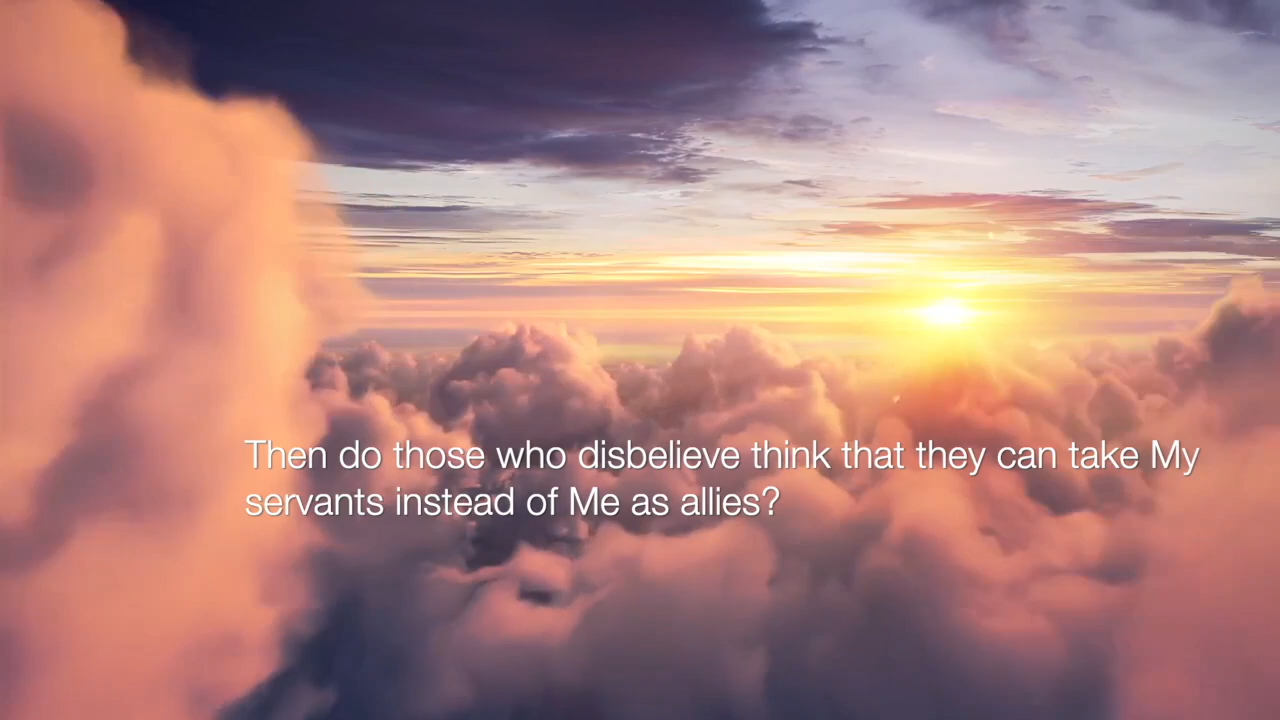 Then do those who disbelieve think that they can take My
servants instead of Me as allies?